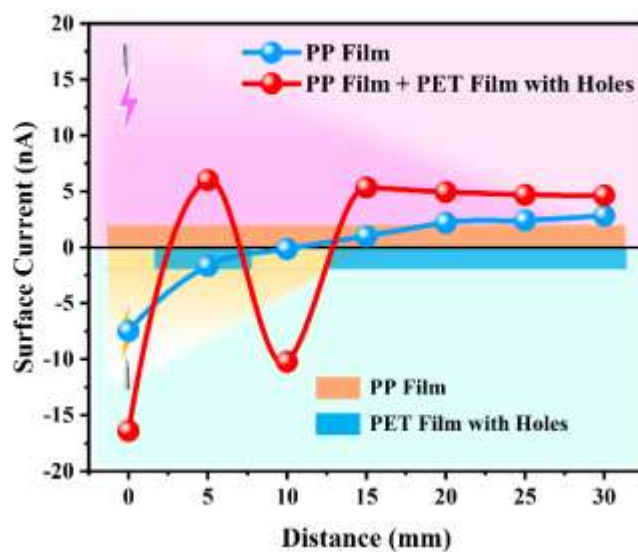 20
15
10
5
0
-5
-10
-15
-20
Surface Current (nA)
PP Film
PP Film + PET Film with Holes
PP Film
PET Film with Holes
0 5 10 15 20 25 30
Distance (mm)